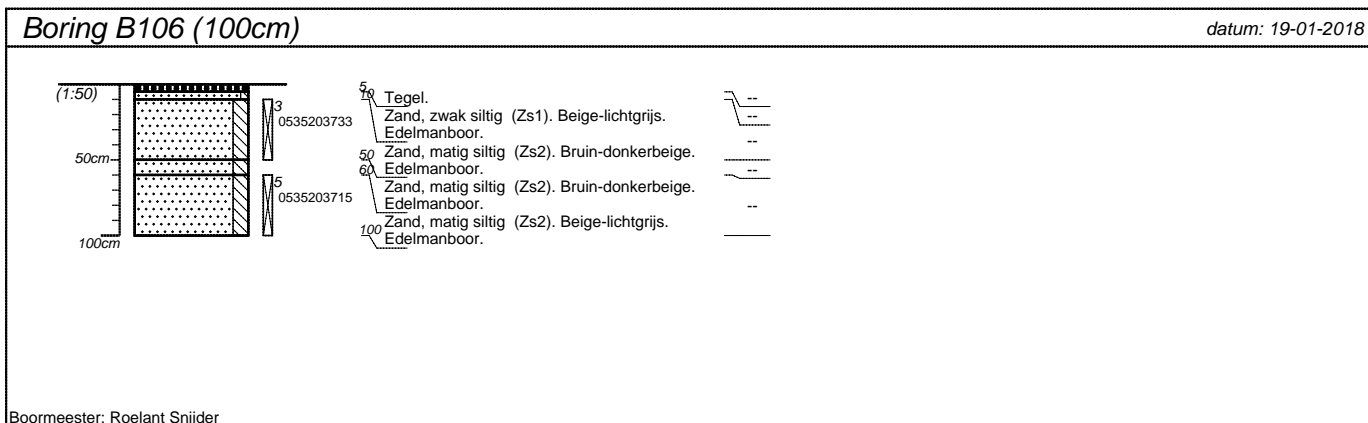 Boring B106 (100cm)
datum: 19-01-2018
(1:50)
50cm
100cm
3
0535203733
5
0535203715
5
Tegel.
--
10
Zand, zwak siltig (Zs1). Beige-lichtgrijs.
Edelmanboor.
--
Zand, matig siltig (Zs2). Bruin-donkerbeige.
Edelmanboor.
--
50
60
Zand, matig siltig (Zs2). Bruin-donkerbeige.
Edelmanboor.
--
Zand, matig siltig (Zs2). Beige-lichtgrijs.
Edelmanboor.
--
100
Boormeester: Roelant Snijder